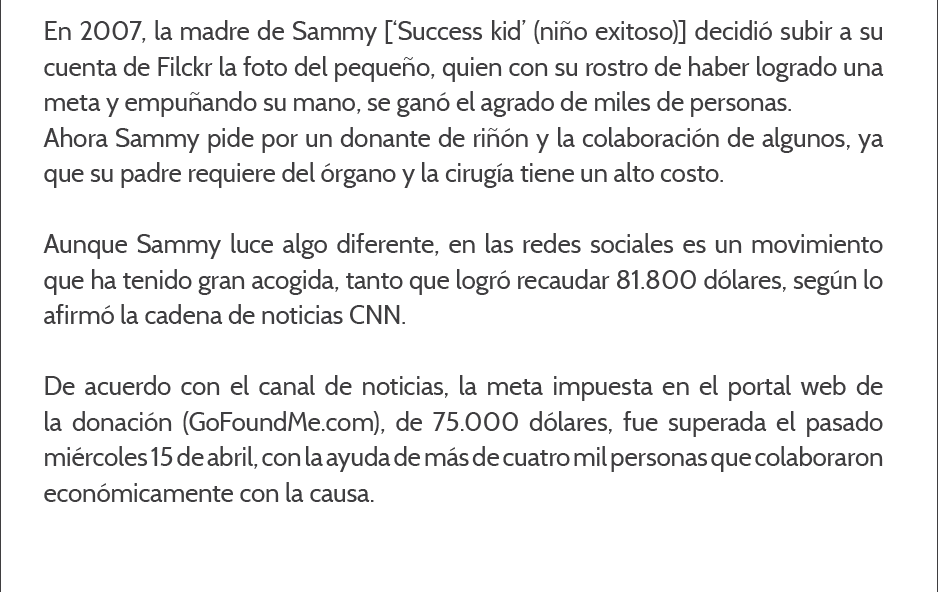 En 2007, la madre de Sammy [‘Success kid’ (niño exitoso)] decidió subir a su
cuenta de Filckr la foto del pequeño, quien con su rostro de haber logrado una
meta y empuñando su mano, se ganó el agrado de miles de personas.
Ahora Sammy pide por un donante de riñón y la colaboración de algunos, ya
que su padre requiere del órgano y la cirugía tiene un alto costo.
Aunque Sammy luce algo diferente, en las redes sociales es un movimiento
que ha tenido gran acogida, tanto que logró recaudar 81.800 dólares, según lo
afirmó la cadena de noticias CNN.
De acuerdo con el canal de noticias, la meta impuesta en el portal web de
la donación (GoFoundMe.com), de 75.000 dólares, fue superada el pasado
miércoles 15 de abril, con la ayuda de más de cuatro mil personas que colaboraron
económicamente con la causa.